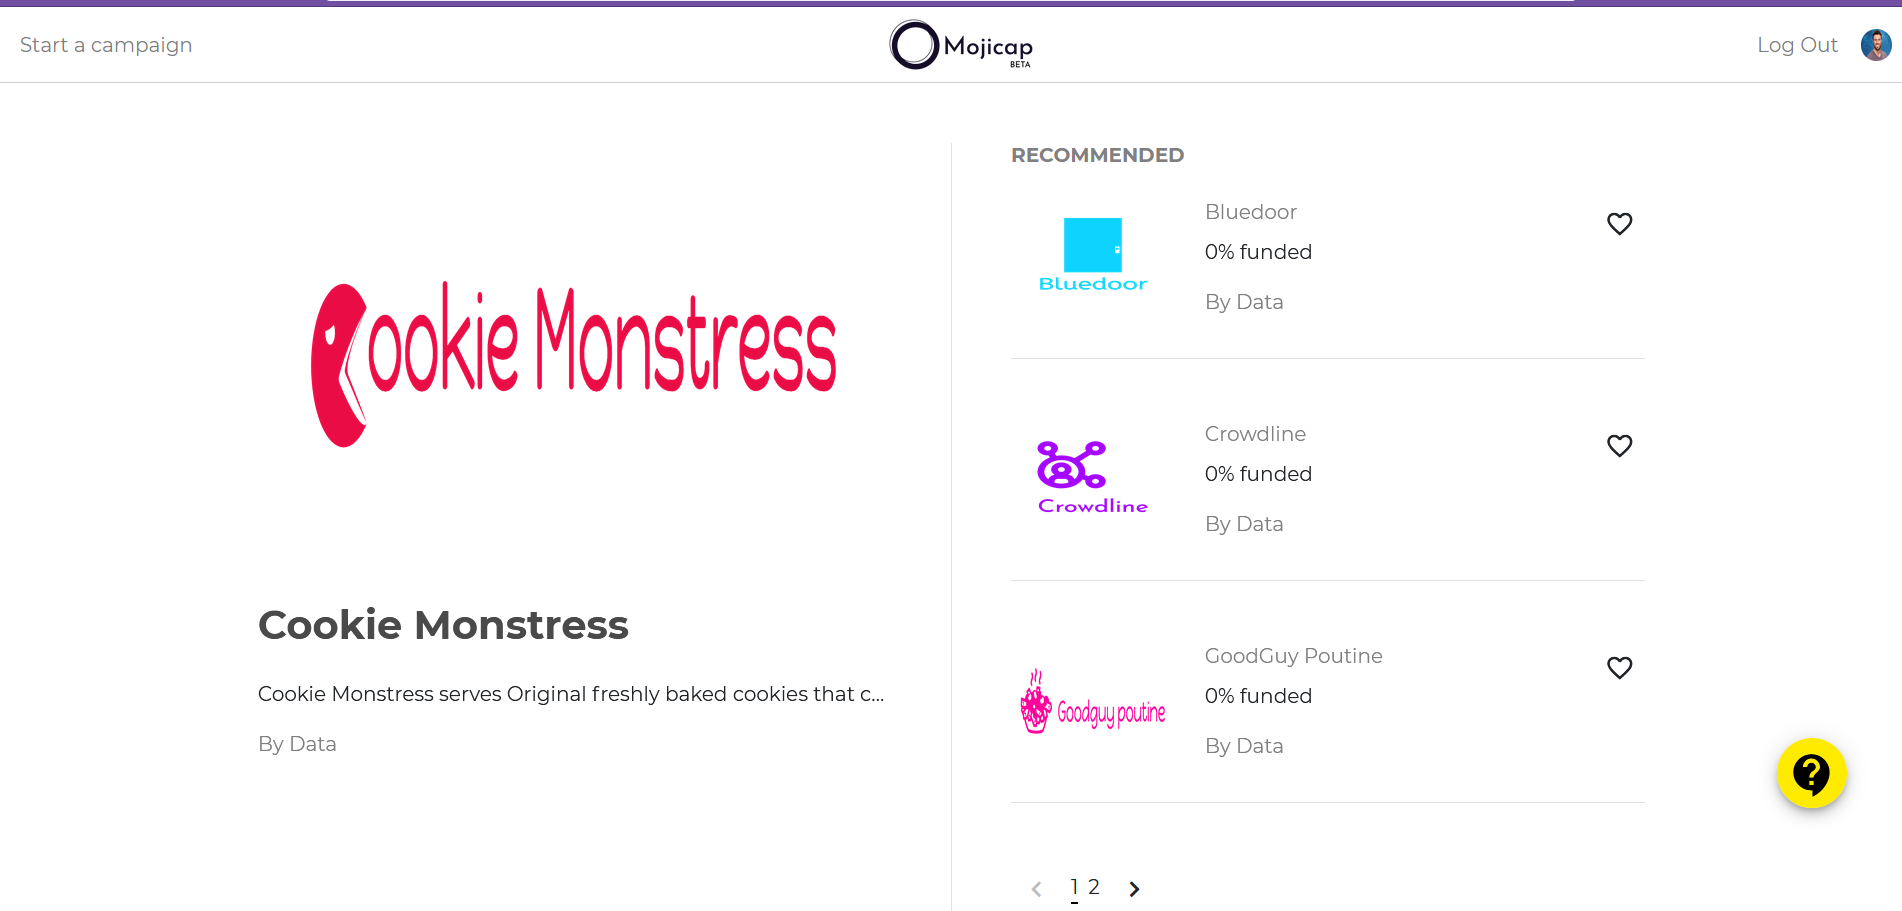 Start a campaign
Mojicap
BETA
Log Out
ookie Monstress
Cookie Monstress
Cookie Monstress serves Original freshly baked cookies that c...
By Data
RECOMMENDED
Bluedoor
Bluedoor
0% funded
By Data
Crowdline
Crowdline
0% funded
By Data
Goodguy poutine
GoodGuy Poutine
0% funded
By Data
1 2
?